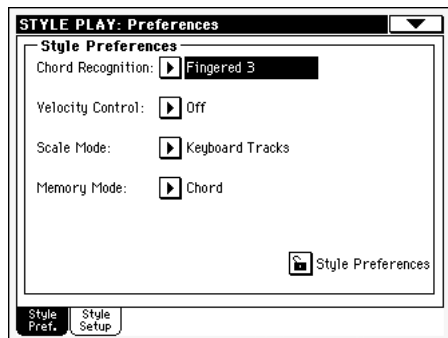 STYLE PLAY: Preferences
Style Preferences
Chord Recognition: Fingered 3
Velocity Control: Off
Scale Mode: Keyboard Tracks
Memory Mode: Chord
Style Preferences
Style Style
Pref. Setup